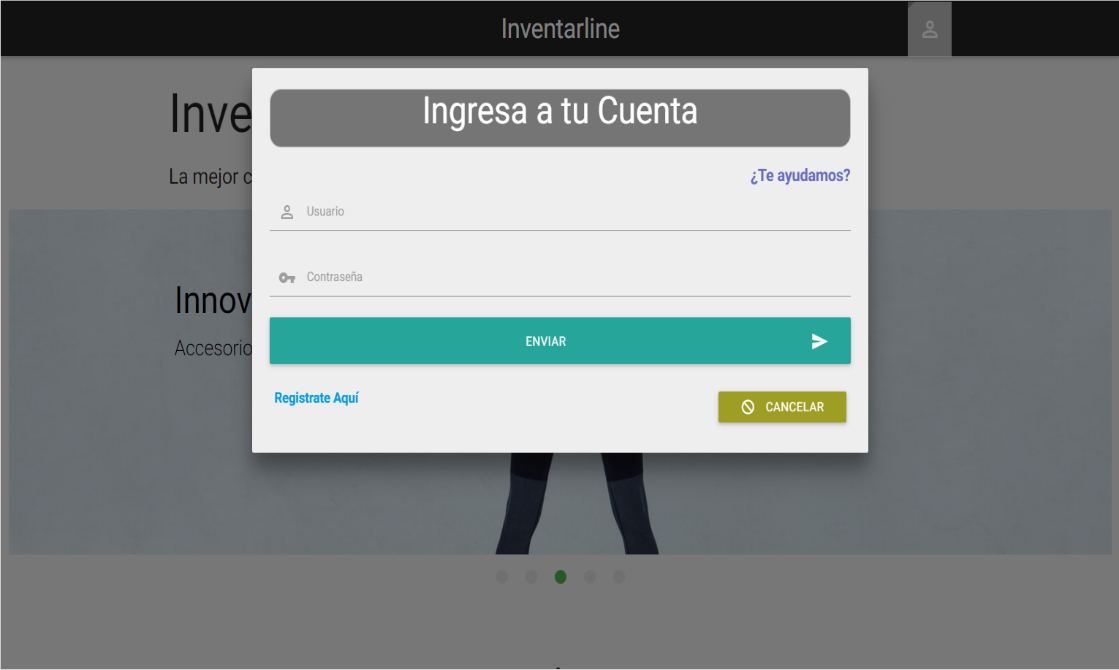 Inventarline
Inve
La mejor c
Innov
Accesorio
Ingresa a tu Cuenta
¿Te ayudamos?
Usuario
Contraseña
ENVIAR
Registrate Aquí
CANCELAR